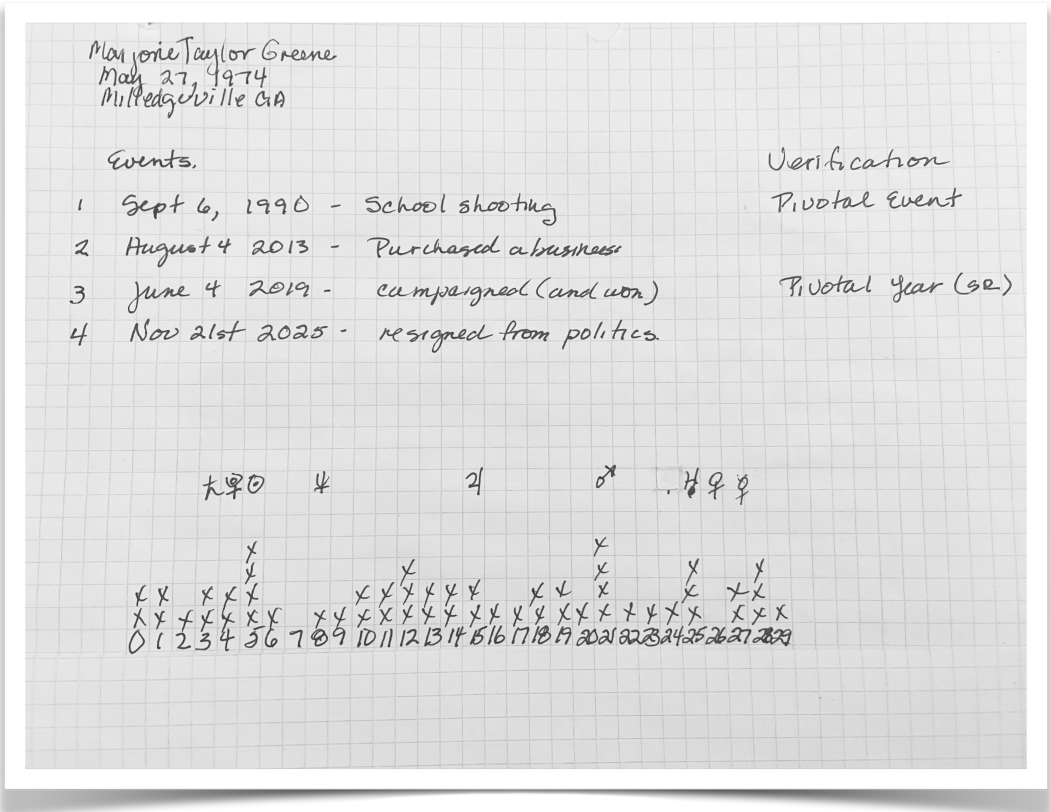 Marjorie Taylor Greene
May 27, 1974
Milledgeville GA
Events.
Verification
1 Sept 6, 1990 - School shooting Pivotal Event
2 August 4 2013 - Purchased a business
3 June 4 2019 - campaigned (and won) Pivotal Year (SR)
4 Nov 21st 2025 - resigned from politics.
♄ ☿ ☉ ♆ ♃ ♂ ♅ ♀
x
x x
x x x x x
x x x x x x x x x x x x x x x x
x x x x x x x x x x x x x x x x x x x x x x x x x x x
0 1 2 3 4 5 6 7 8 9 10 11 12 13 14 15 16 17 18 19 20 21 22 23 24 25 26 27 28 29